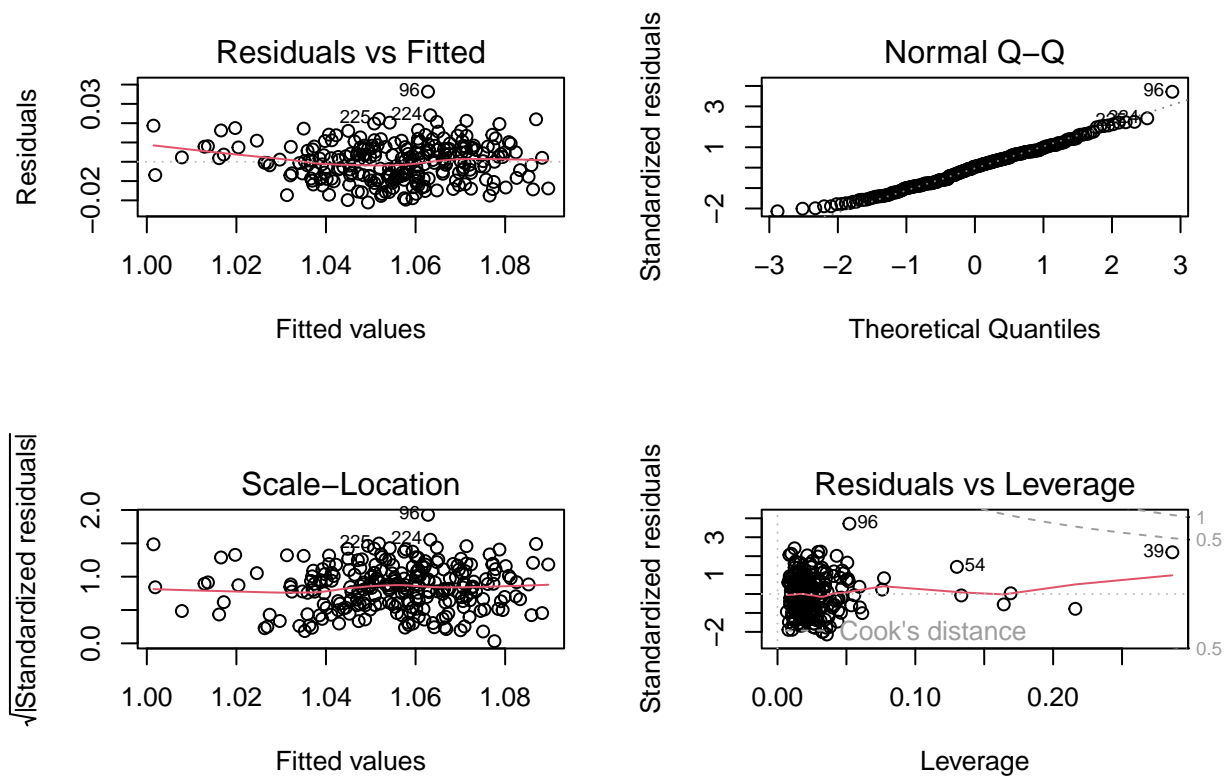 Residuals vs Fitted
Residuals
0.03
−0.02
96
225
224
1.00 1.02 1.04 1.06 1.08
Fitted values
Normal Q−Q
Standardized residuals
3
1
−2
96
−3 −2 −1 0 1 2 3
Theoretical Quantiles
Scale−Location
√|Standardized residuals|
2.0
1.0
0.0
96
225
224
1.00 1.02 1.04 1.06 1.08
Fitted values
Residuals vs Leverage
Standardized residuals
3
1
−2
96
54
39
1
0.5
0.5
Cook's distance
0.00 0.10 0.20
Leverage